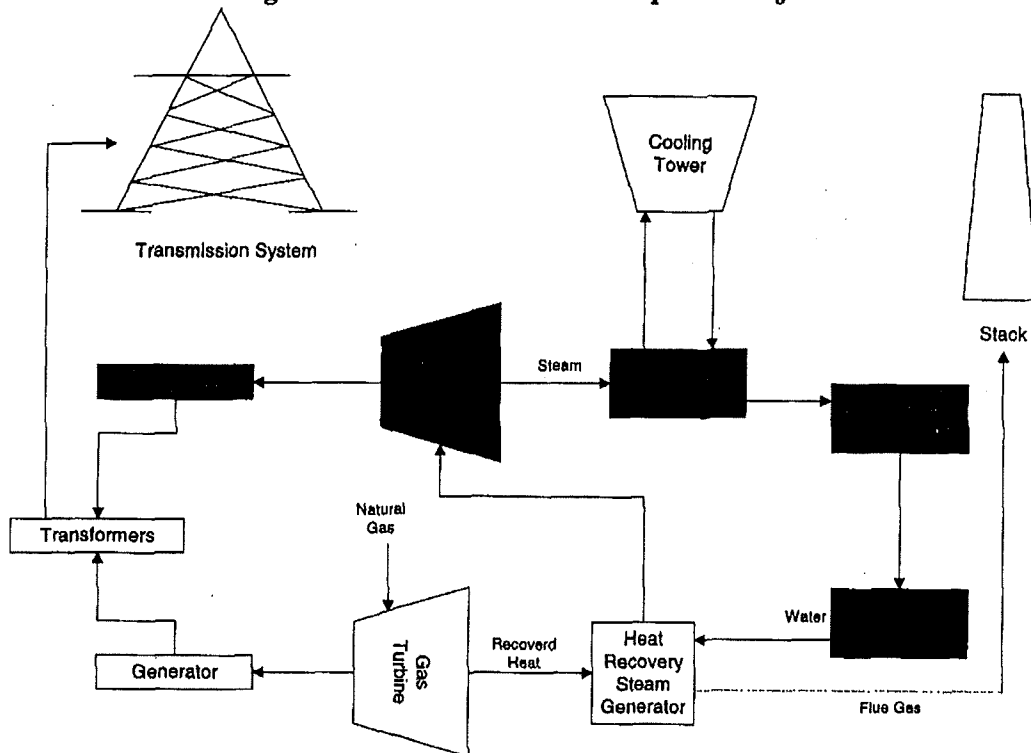 Cooling
Tower
Transmission System
Stack
Steam
Natural
Gas
Transformers
Water
Recoverd
Heat
Heat
Recovery
Steam
Generator
Gas
Turbine
Generator
Flue Gas